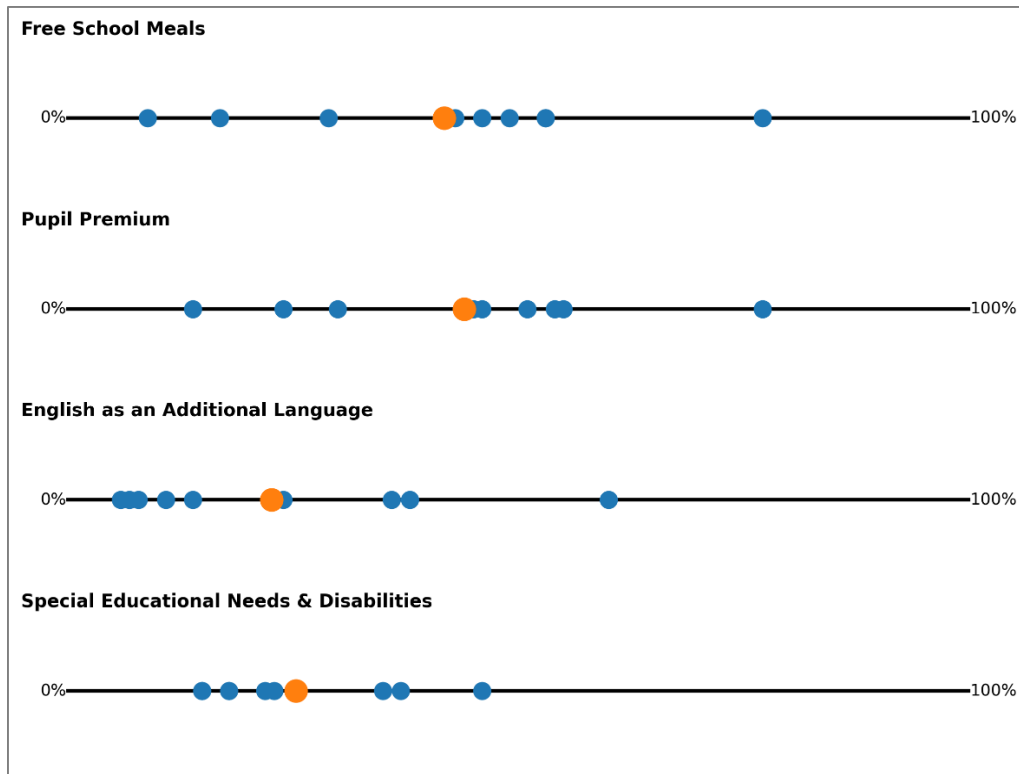 Free School Meals
0% 100%
Pupil Premium
0% 100%
English as an Additional Language
0% 100%
Special Educational Needs & Disabilities
0% 100%